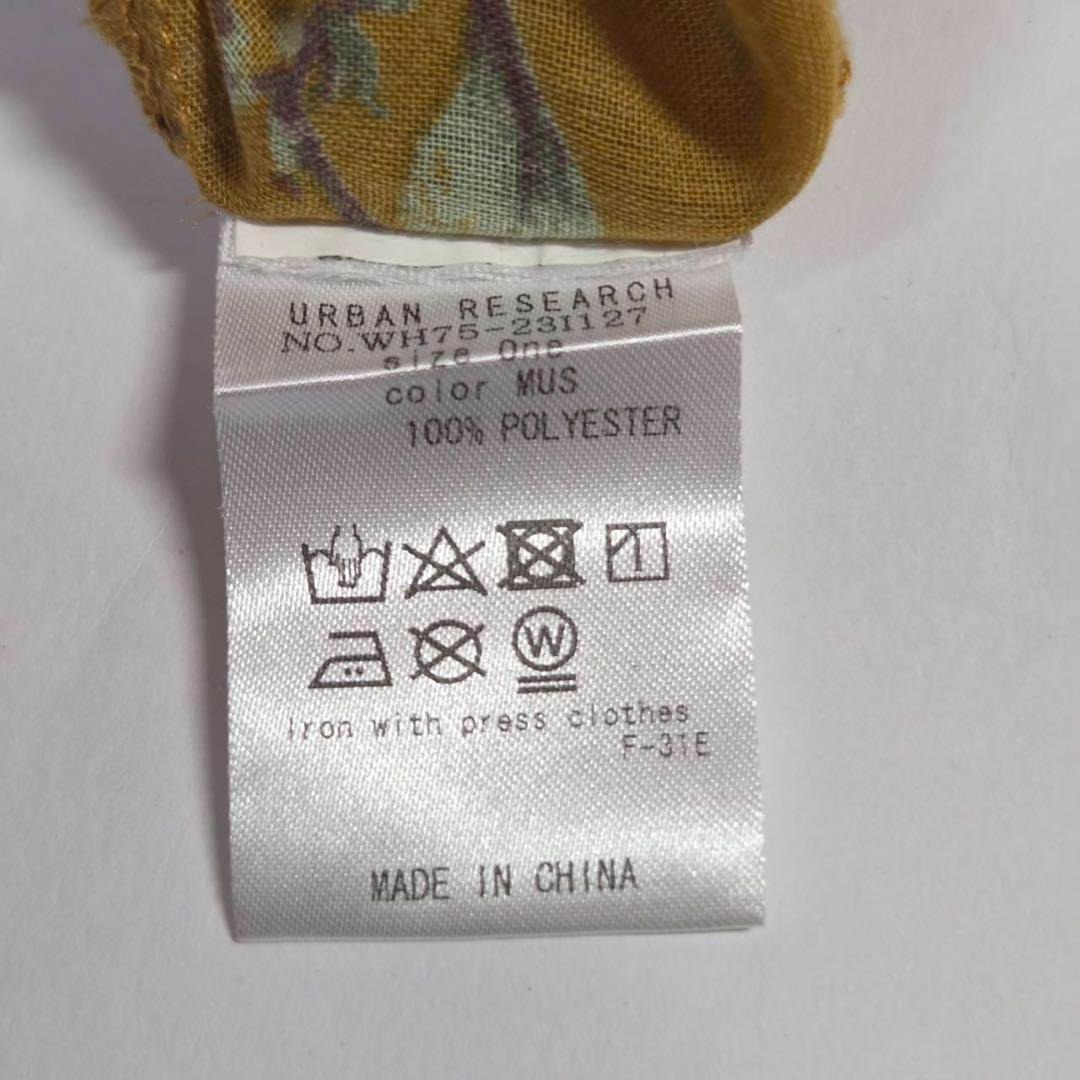 URBAN RESEARCH
NO.WH75-23I127
size One
color MUS
100% POLYESTER
W
Iron with press clothes
F-31E
MADE IN CHINA